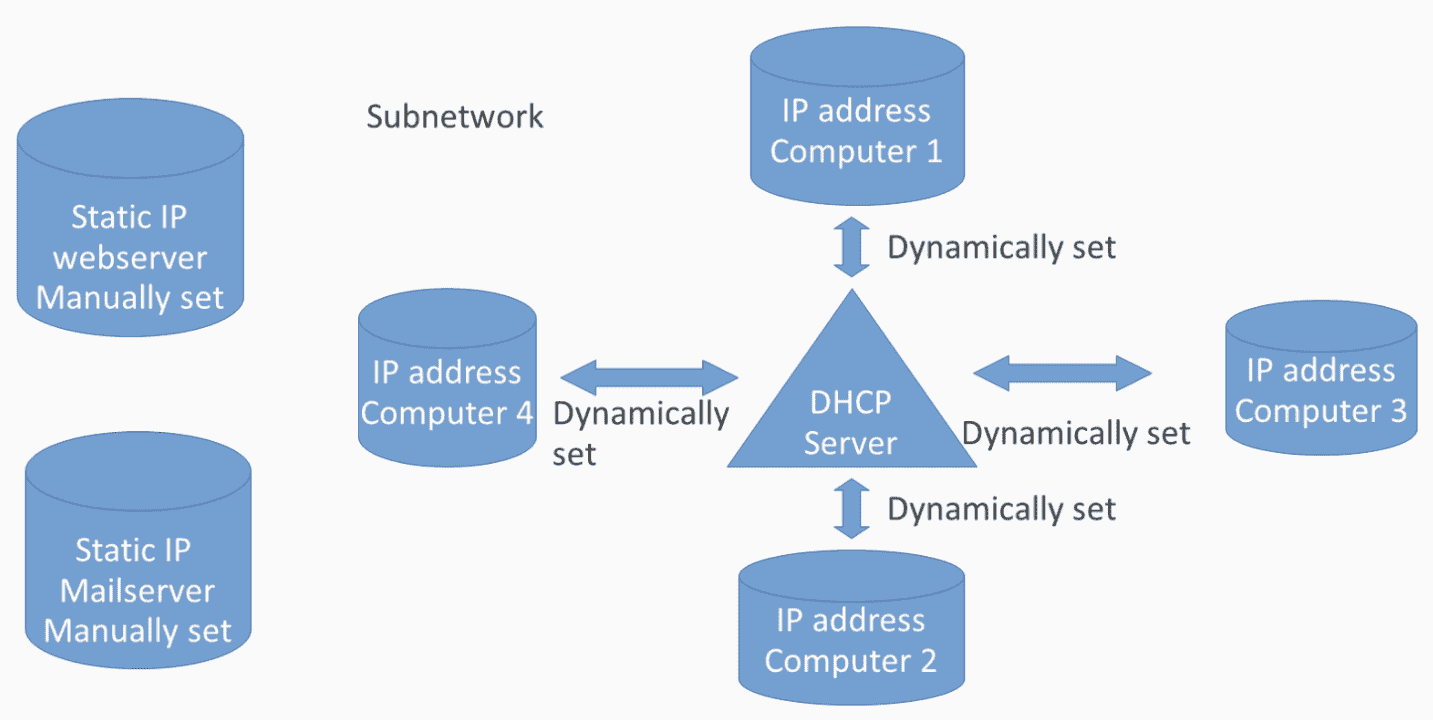 Subnetwork
Static IP
webserver
Manually set
Static IP
Mailserver
Manually set
IP address
Computer 1
Dynamically set
IP address
Computer 4
Dynamically
set
DHCP
Server
Dynamically set
IP address
Computer 3
Dynamically set
IP address
Computer 2